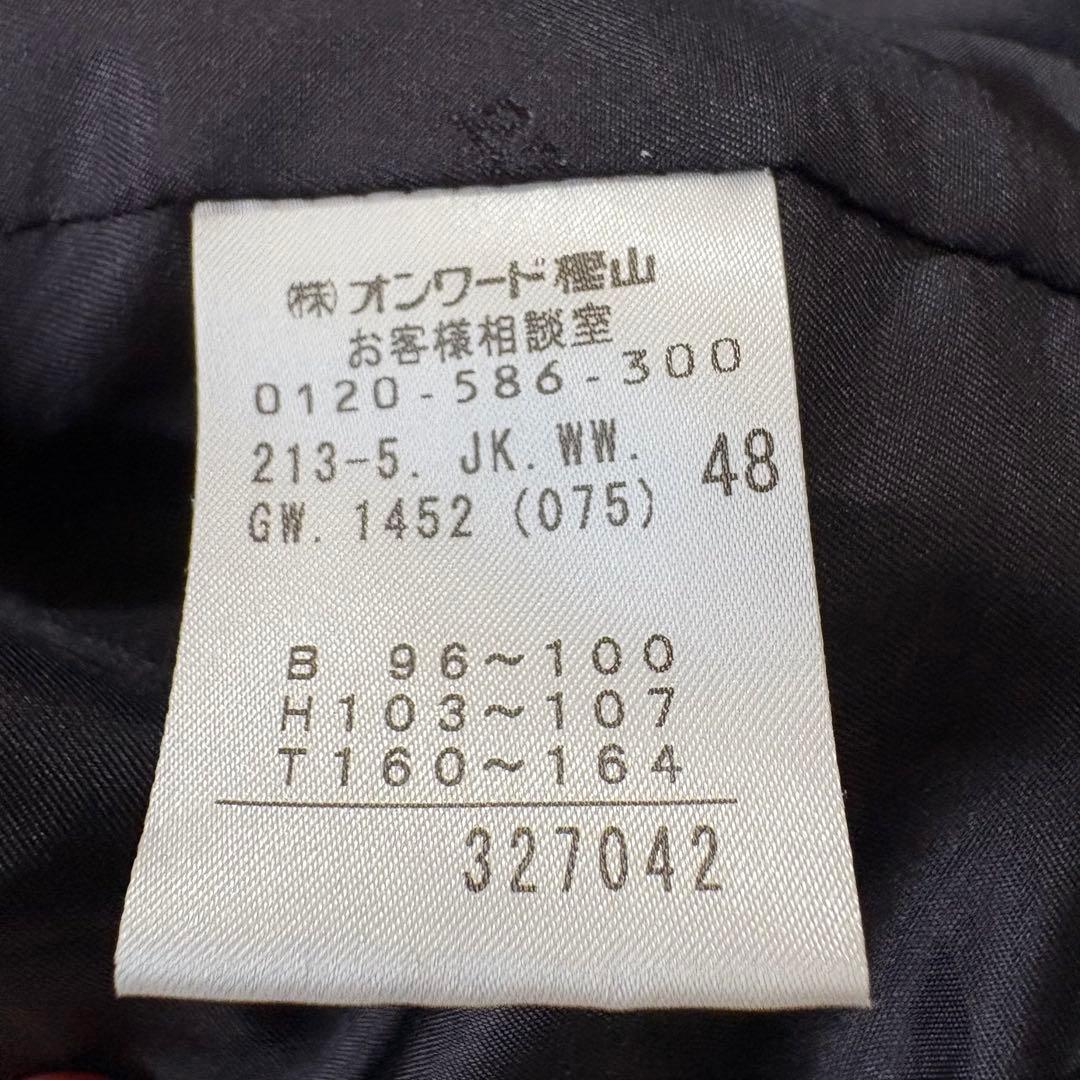 ㈱オンワード樫山
お客様相談室
0120-586-300
213-5. JK. WW. 48
GW. 1452 (075)
B 96~100
H103~107
T160~164
327042